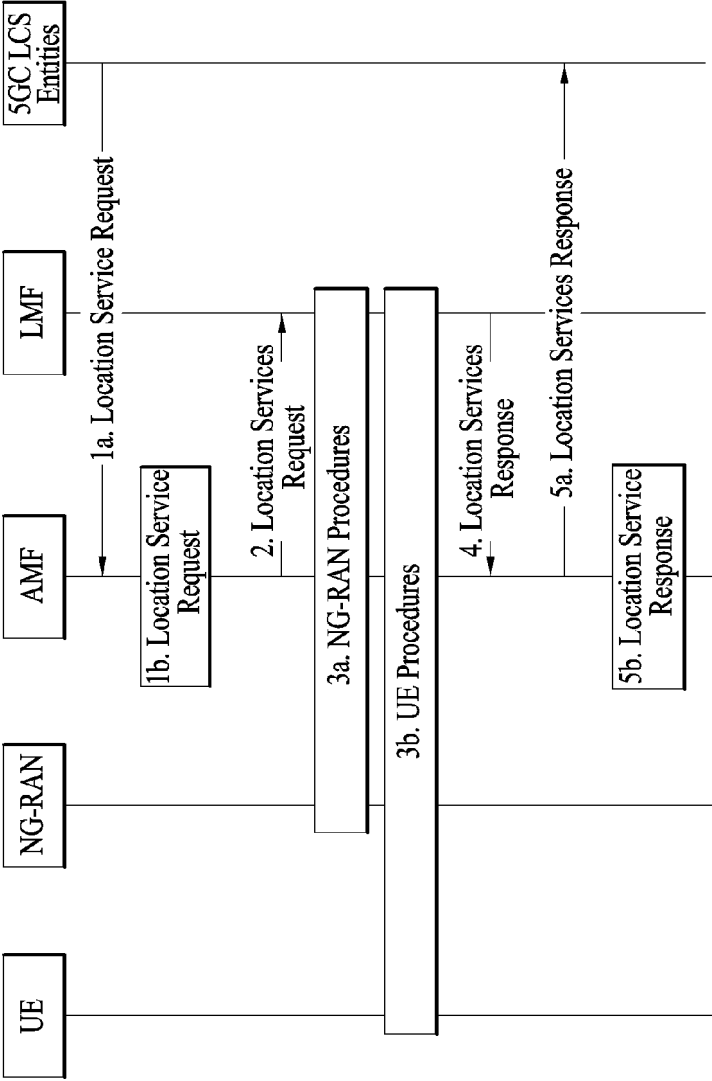 UE
NG-RAN
AMF
LMF
5GC LCS
Entities
1a. Location Service Request
1b. Location Service
Request
2. Location Services
Request
3a. NG-RAN Procedures
3b. UE Procedures
4. Location Services
Response
5a. Location Services Response
5b. Location Service
Response